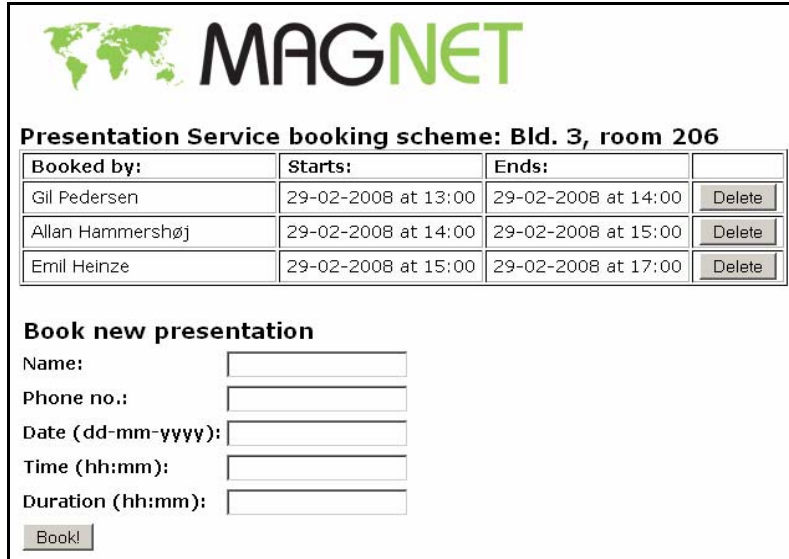 MAGNET
Presentation Service booking scheme: Bld. 3, room 206
Booked by: Starts: Ends:
Gil Pedersen 29-02-2008 at 13:00 29-02-2008 at 14:00 Delete
Allan Hammershøj 29-02-2008 at 14:00 29-02-2008 at 15:00 Delete
Emil Heinze 29-02-2008 at 15:00 29-02-2008 at 17:00 Delete
Book new presentation
Name:
Phone no.:
Date (dd-mm-yyyy):
Time (hh:mm):
Duration (hh:mm):
Book!